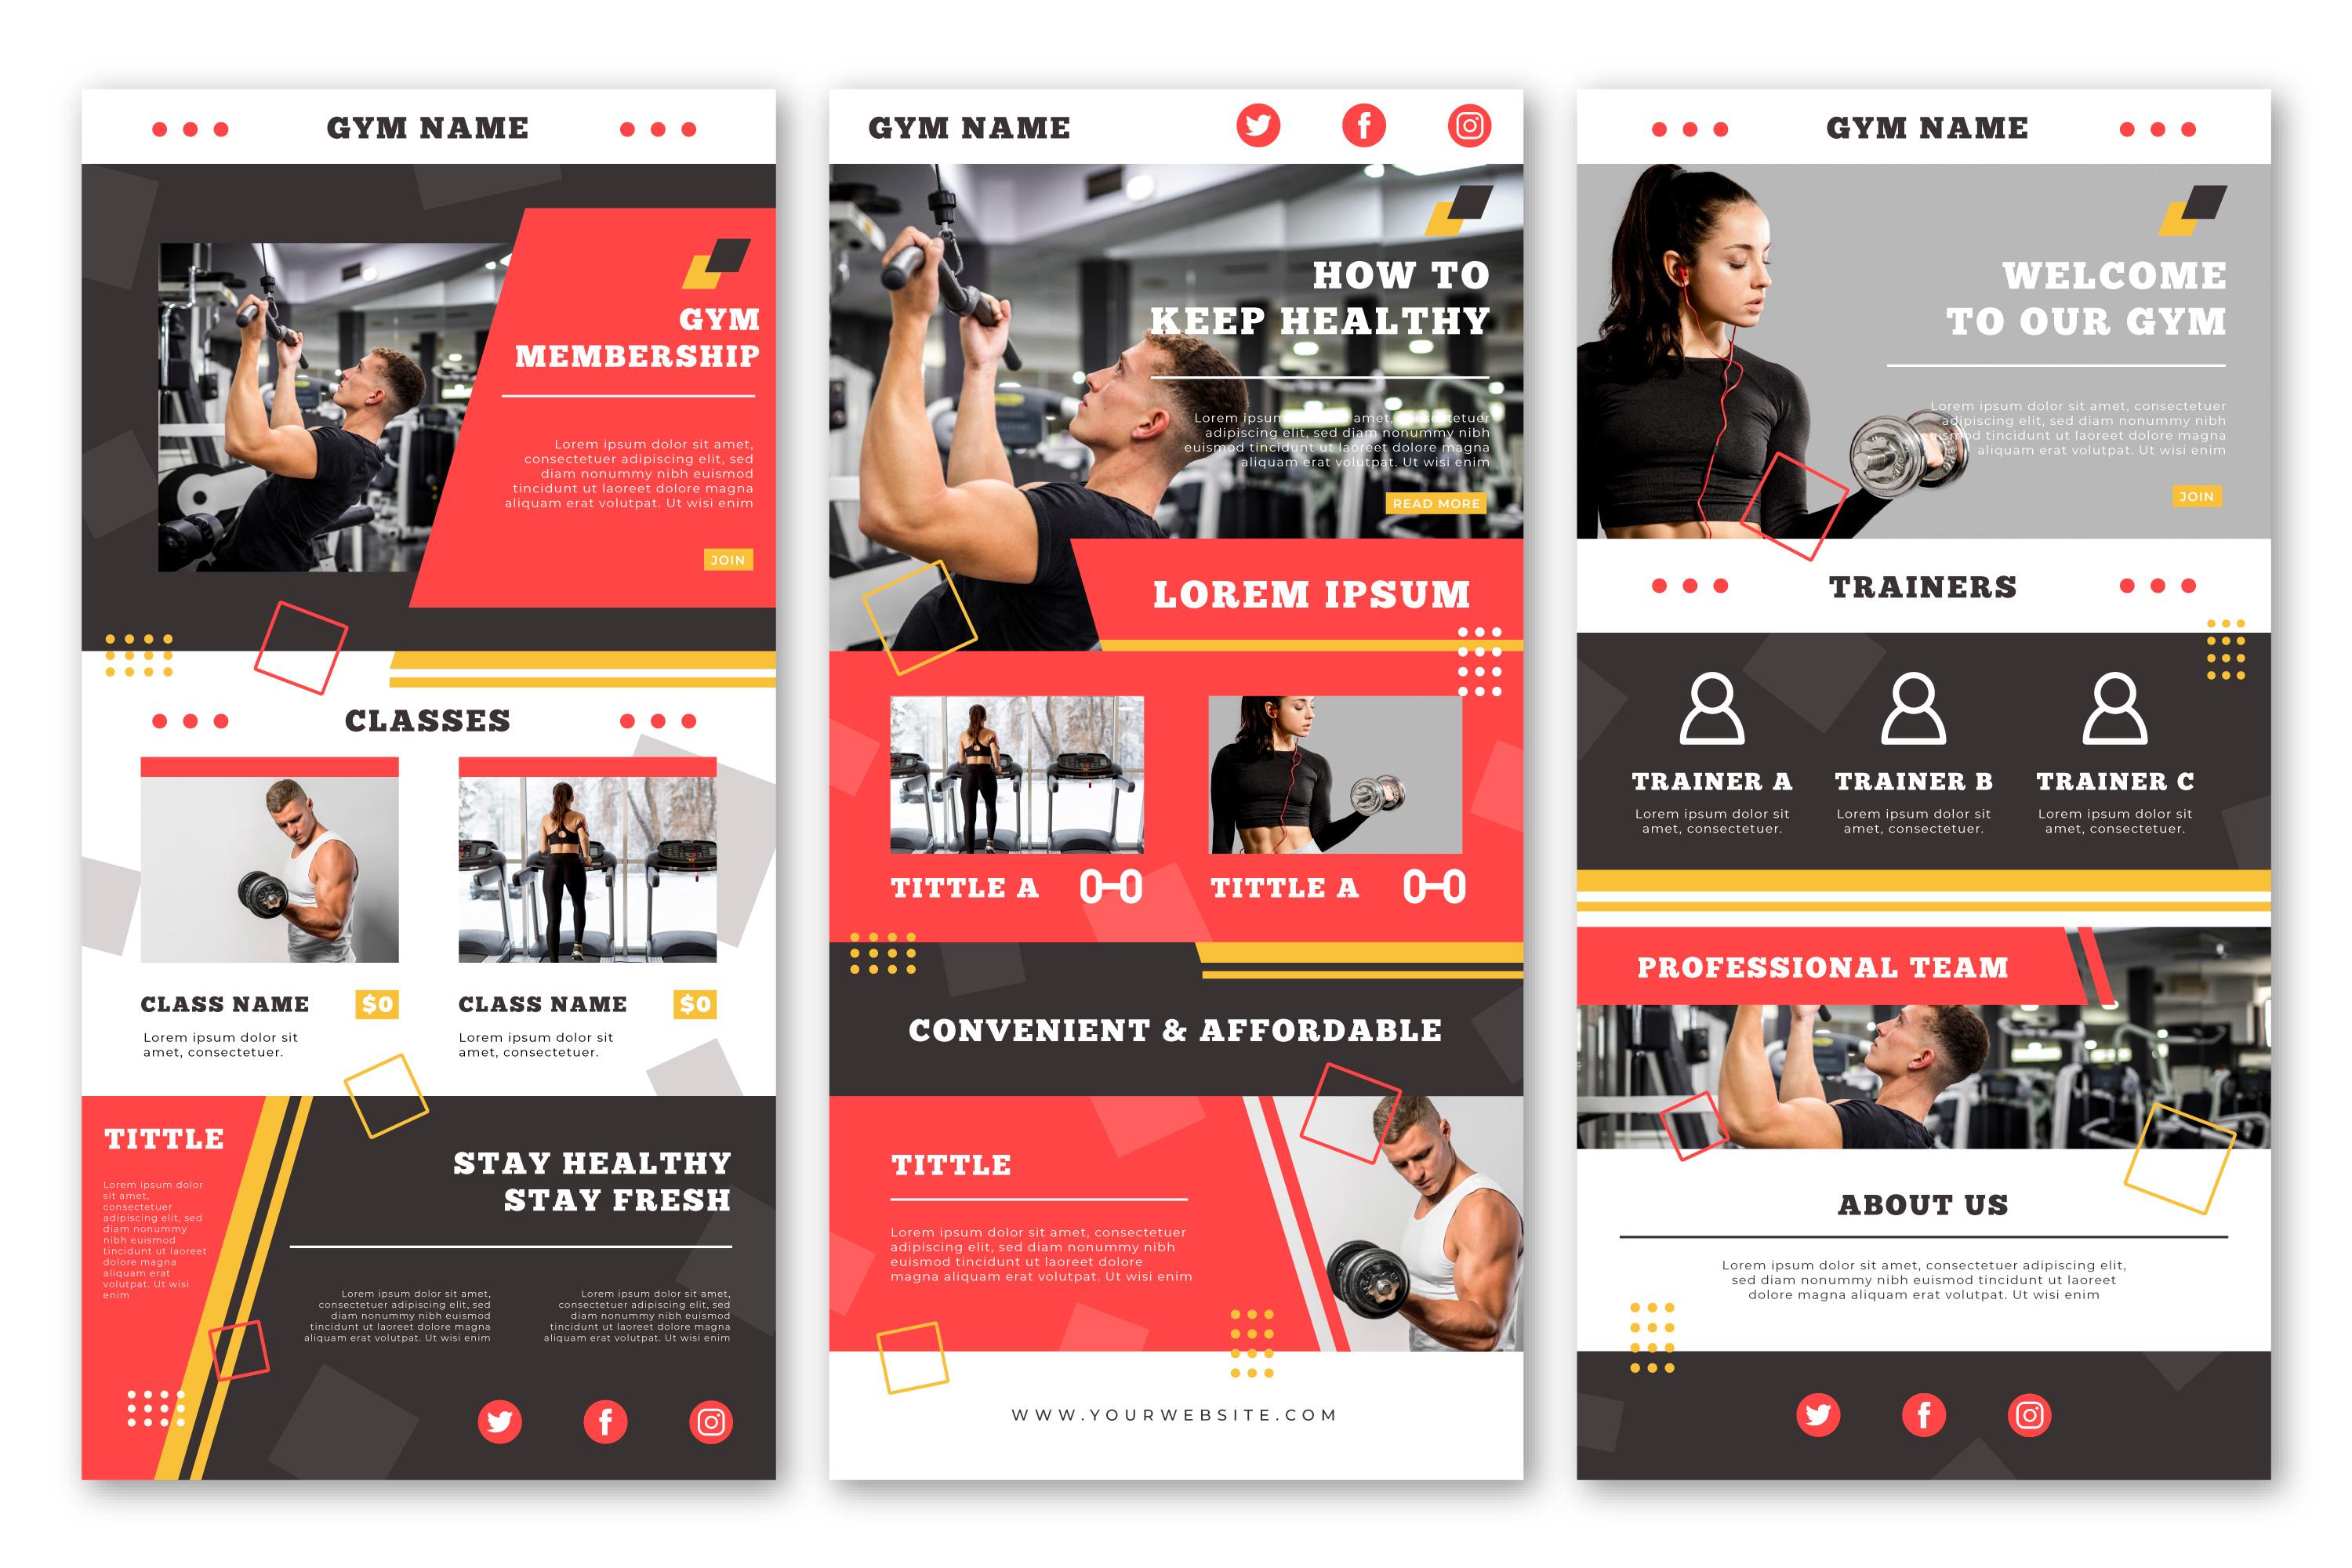 GYM NAME
GYM
MEMBERSHIP
Lorem ipsum dolor sit amet,
consectetuer adipiscing elit, sed
diam nonummy nibh euismod
tincidunt ut laoreet dolore magna
aliquam erat volutpat. Ut wisi enim
JOIN
CLASSES
CLASS NAME $0
Lorem ipsum dolor sit
amet, consectetuer.
CLASS NAME $0
Lorem ipsum dolor sit
amet, consectetuer.
TITTLE
Lorem ipsum dolor
sit amet,
consectetuer
adipiscing elit, sed
diam nonummy
nibh euismod
tincidunt ut laoreet
dolore magna
aliquam erat
volutpat. Ut wisi
enim
STAY HEALTHY
STAY FRESH
Lorem ipsum dolor sit amet,
consectetuer adipiscing elit, sed
diam nonummy nibh euismod
tincidunt ut laoreet dolore magna
aliquam erat volutpat. Ut wisi enim
Lorem ipsum dolor sit amet,
consectetuer adipiscing elit, sed
diam nonummy nibh euismod
tincidunt ut laoreet dolore magna
aliquam erat volutpat. Ut wisi enim
GYM NAME
HOW TO
KEEP HEALTHY
Lorem ipsum amet, consectetuer
adipiscing elit, sed diam nonummy nibh
euismod tincidunt ut laoreet dolore magna
aliquam erat volutpat. Ut wisi enim
READ MORE
LOREM IPSUM
TITTLE A
TITTLE A
CONVENIENT & AFFORDABLE
TITTLE
Lorem ipsum dolor sit amet, consectetuer
adipiscing elit, sed diam nonummy nibh
euismod tincidunt ut laoreet dolore
magna aliquam erat volutpat. Ut wisi enim
WWW.YOURWEBSITE.COM
GYM NAME
WELCOME
TO OUR GYM
Lorem ipsum dolor sit amet, consectetuer
adipiscing elit, sed diam nonummy nibh
euismod tincidunt ut laoreet dolore magna
aliquam erat volutpat. Ut wisi enim
JOIN
TRAINERS
TRAINER A
Lorem ipsum dolor sit
amet, consectetuer.
TRAINER B
Lorem ipsum dolor sit
amet, consectetuer.
TRAINER C
Lorem ipsum dolor sit
amet, consectetuer.
PROFESSIONAL TEAM
ABOUT US
Lorem ipsum dolor sit amet, consectetuer adipiscing elit,
sed diam nonummy nibh euismod tincidunt ut laoreet
dolore magna aliquam erat volutpat. Ut wisi enim